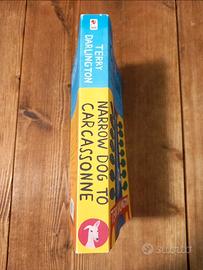 TERRY
DARLINGTON
NARROW DOG TO
CARCASSONNE
subito